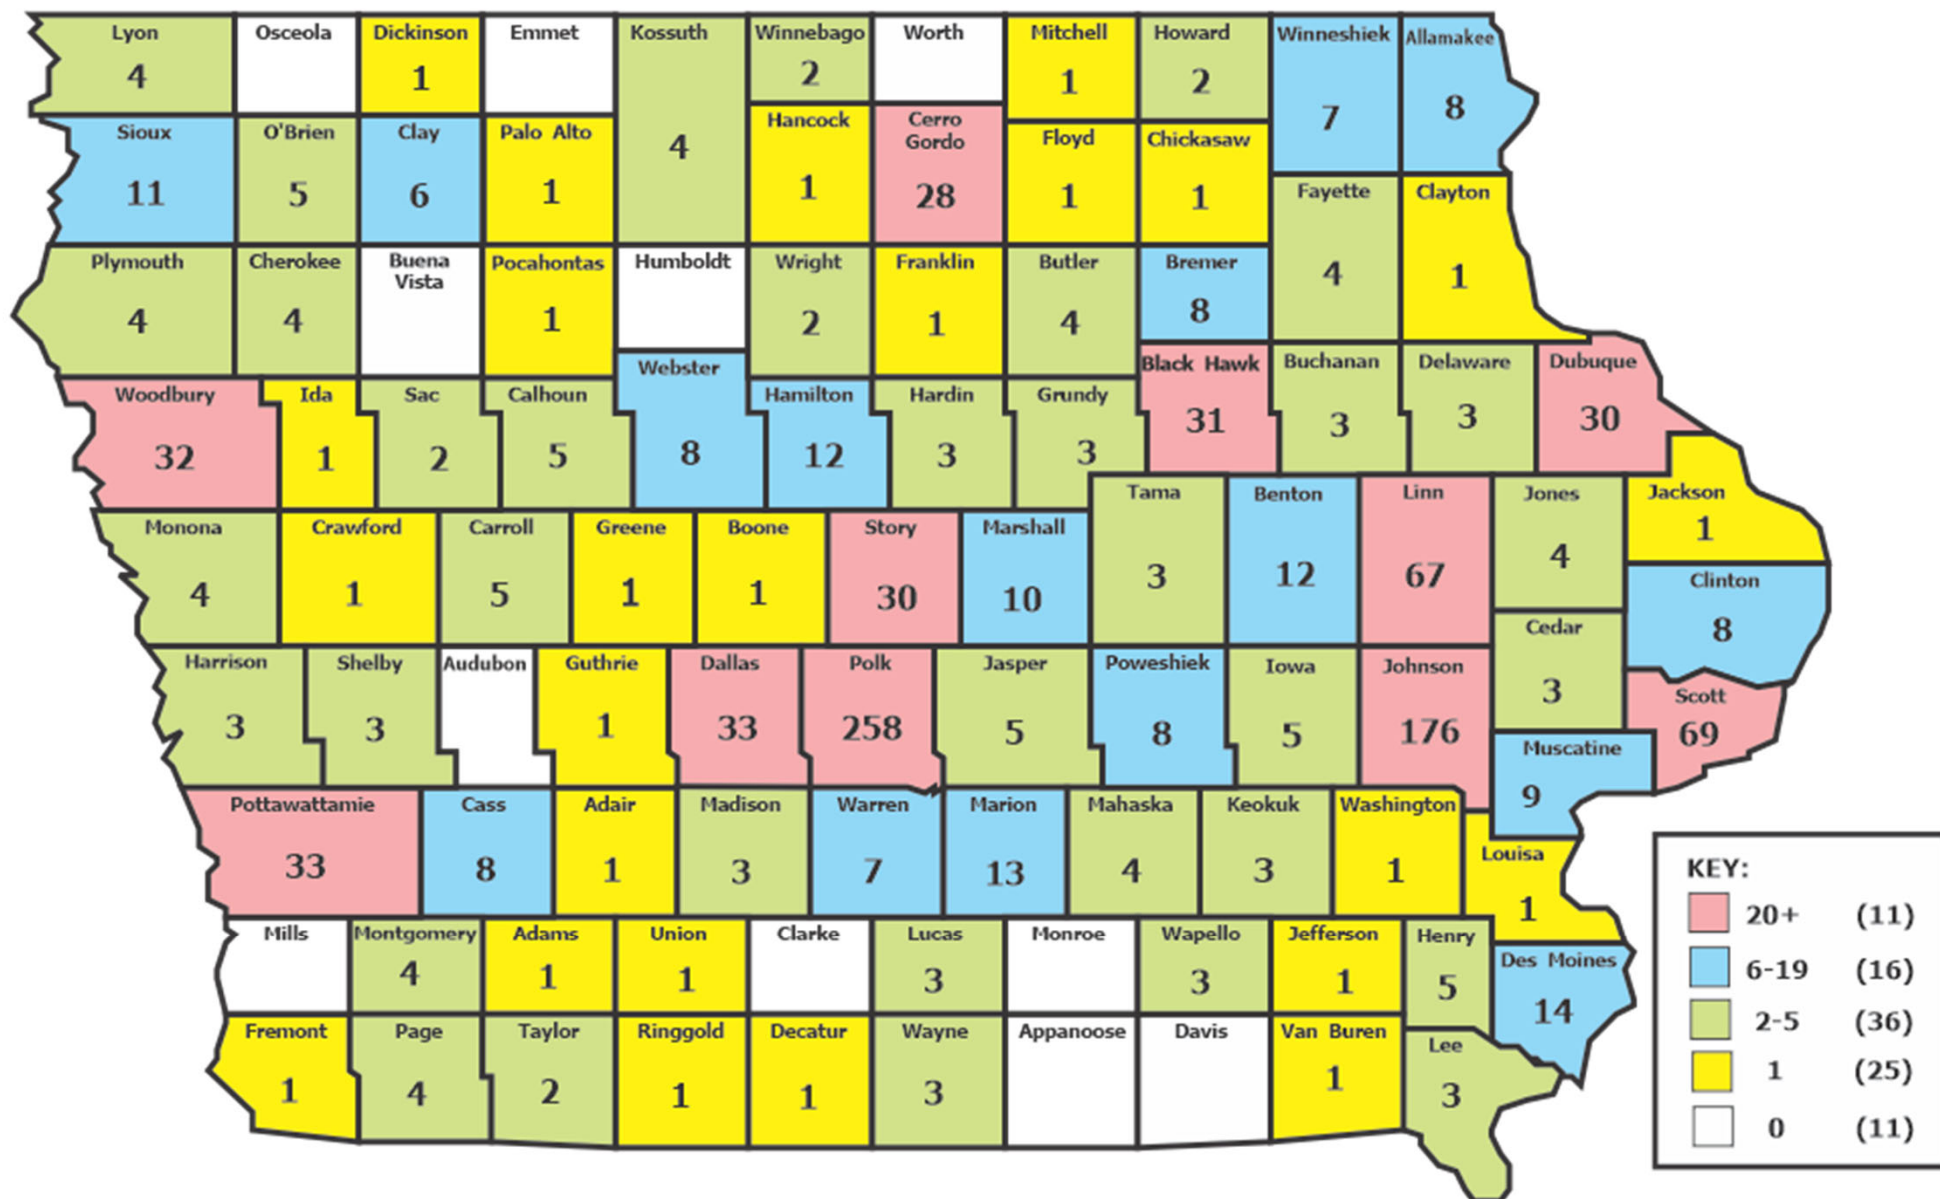 Lyon
4
Osceola
Dickinson
1
Emmet
Kossuth
4
Winnebago
2
Worth
Mitchell
1
Howard
2
Winneshiek
7
Allamakee
8
Sioux
11
O'Brien
5
Clay
6
Palo Alto
1
Hancock
1
Cerro
Gordo
28
Floyd
1
Chickasaw
1
Fayette
4
Clayton
1
Plymouth
4
Cherokee
4
Buena
Vista
Pocahontas
1
Humboldt
Wright
2
Franklin
1
Butler
4
Bremer
8
Woodbury
32
Ida
1
Sac
2
Calhoun
5
Webster
8
Hamilton
12
Hardin
3
Grundy
3
Black Hawk
31
Buchanan
3
Delaware
3
Dubuque
30
Monona
4
Crawford
1
Carroll
5
Greene
1
Boone
1
Story
30
Marshall
10
Tama
3
Benton
12
Linn
67
Jones
4
Jackson
1
Clinton
8
Harrison
3
Shelby
3
Audubon
Guthrie
1
Dallas
33
Polk
258
Jasper
5
Poweshiek
8
Iowa
5
Johnson
176
Cedar
3
Scott
69
Muscatine
9
Pottawattamie
33
Cass
8
Adair
1
Madison
3
Warren
7
Marion
13
Mahaska
4
Keokuk
3
Washington
1
Louisa
1
Mills
Montgomery
4
Adams
1
Union
1
Clarke
Lucas
3
Monroe
Wapello
3
Jefferson
1
Henry
5
Des Moines
14
Fremont
1
Page
4
Taylor
2
Ringgold
1
Decatur
1
Wayne
3
Appanoose
Davis
Van Buren
1
Lee
3
KEY:
20+ (11)
6-19 (16)
2-5 (36)
1 (25)
0 (11)